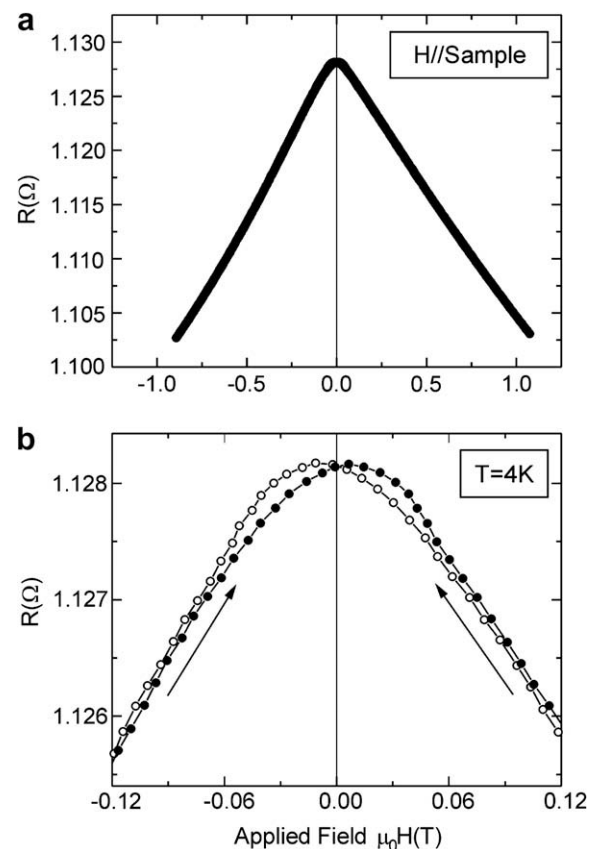 a
1.130
1.125
1.120
1.115
1.110
1.105
1.100
R(Ω)
H//Sample
-1.0 -0.5 0.0 0.5 1.0
b
1.128
1.127
1.126
R(Ω)
T=4K
-0.12 -0.06 0.00 0.06 0.12
Applied Field μ₀H(T)